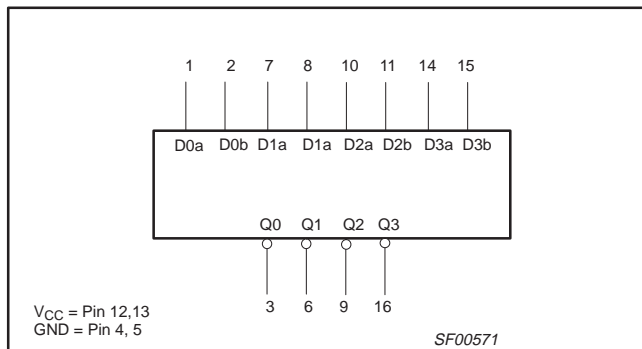 1 2 7 8 10 11 14 15
D0a D0b D1a D1a D2a D2b D3a D3b
Q0 Q1 Q2 Q3
3 6 9 16
VCC = Pin 12,13
GND = Pin 4, 5
SF00571